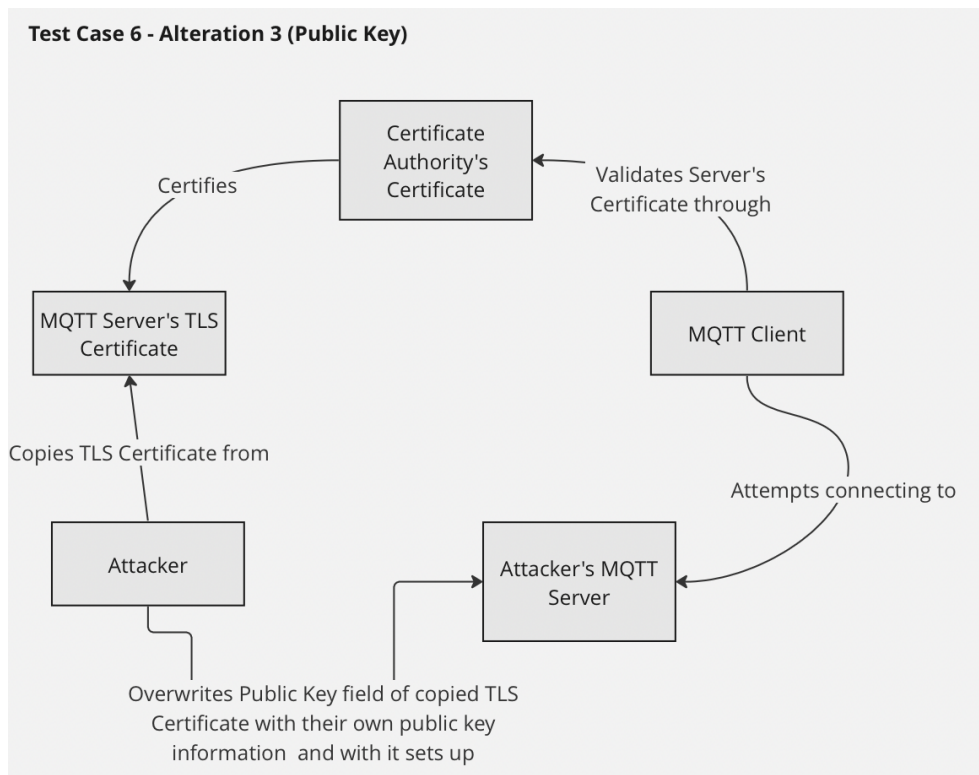 Test Case 6 - Alteration 3 (Public Key)
Certificate
Authority's
Certificate
Certifies
Validates Server's
Certificate through
MQTT Server's TLS
Certificate
MQTT Client
Copies TLS Certificate from
Attempts connecting to
Attacker
Attacker's MQTT
Server
Overwrites Public Key field of copied TLS
Certificate with their own public key
information and with it sets up